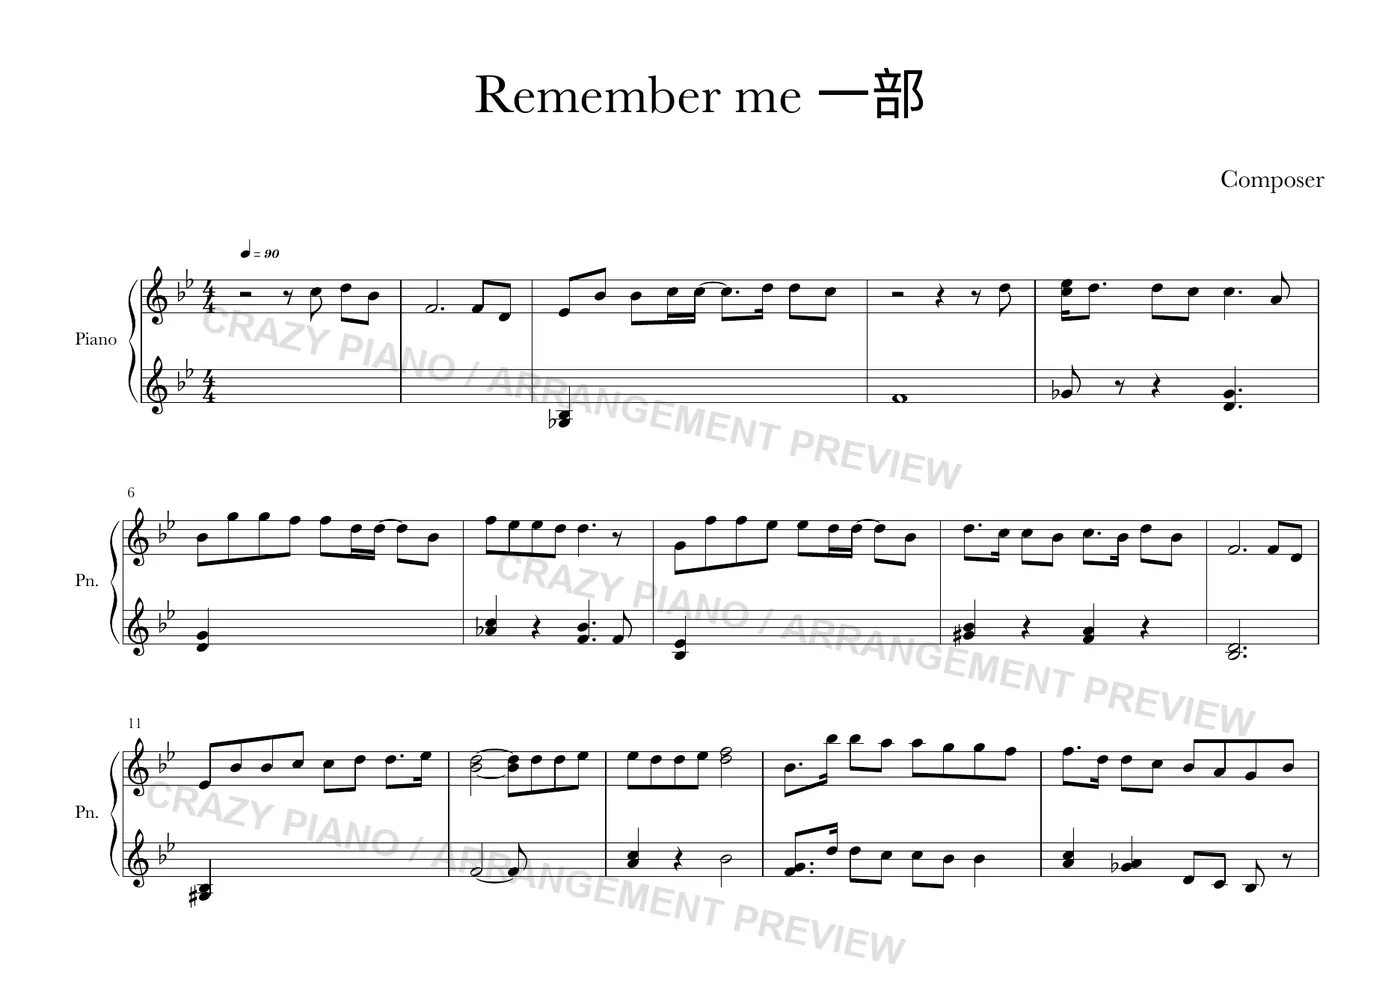 Remember me 一部
Composer
= 90
Piano
CRAZY PIANO / ARRANGEMENT PREVIEW
6
Pn.
CRAZY PIANO / ARRANGEMENT PREVIEW
11
Pn.
CRAZY PIANO / ARRANGEMENT PREVIEW